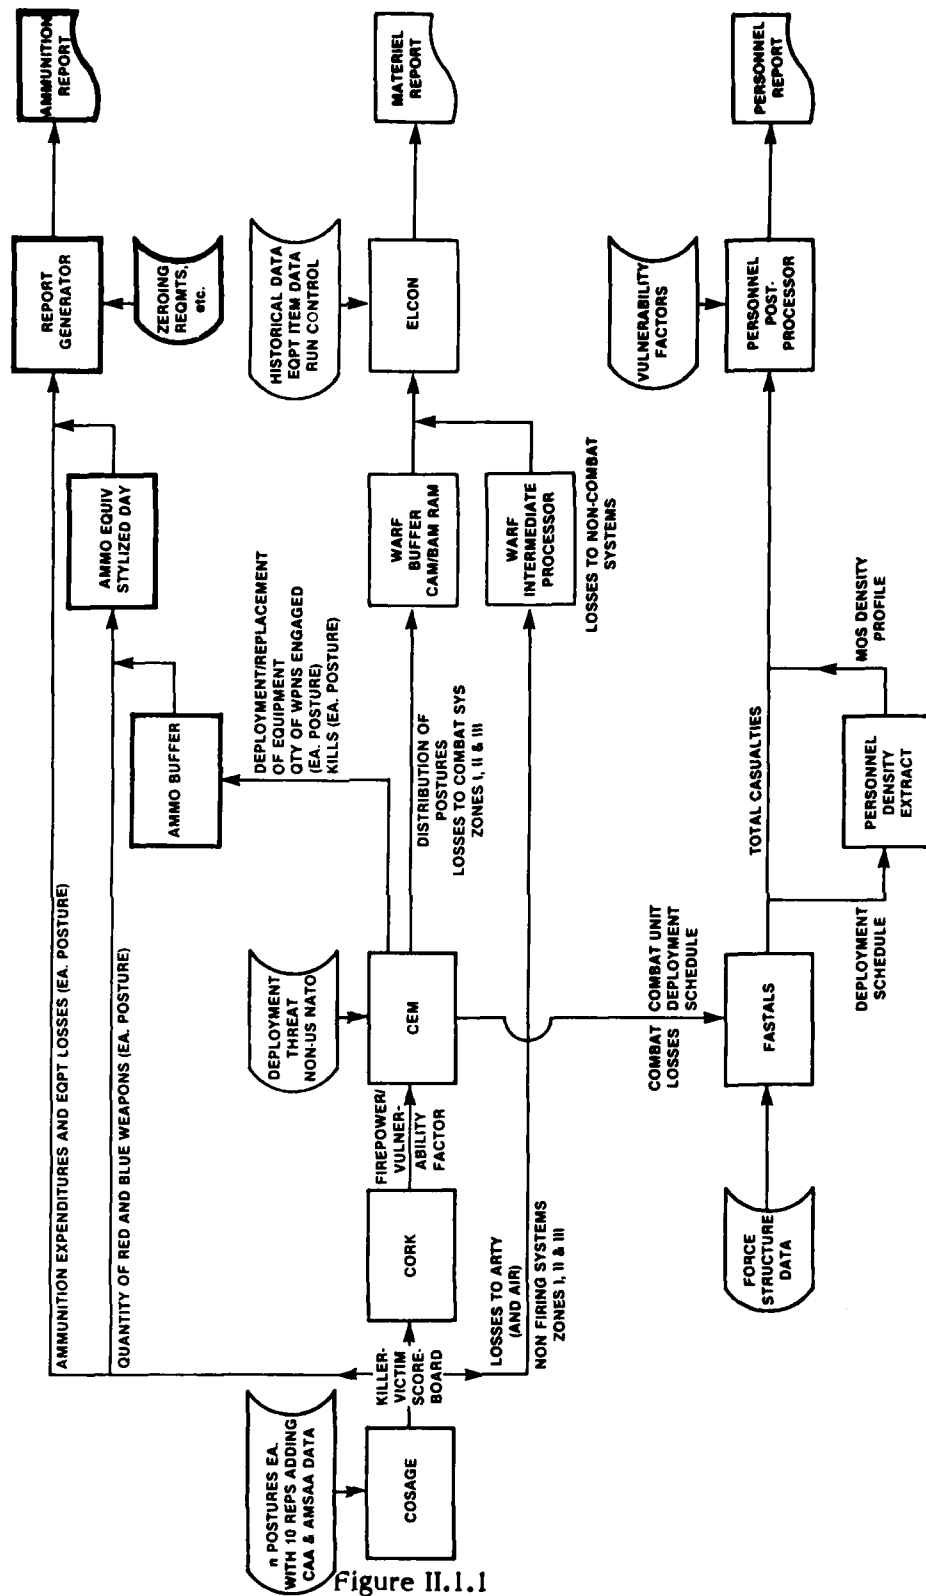 AMMUNITION
REPORT
REPORT
GENERATOR
ZEROING
REQMTS,
etc.
AMMUNITION EXPENDITURES AND EQPT LOSSES (EA. POSTURE)
AMMO EQUIV
STYLIZED DAY
QUANTITY OF RED AND BLUE WEAPONS (EA. POSTURE)
AMMO BUFFER
DEPLOYMENT/REPLACEMENT
OF EQUIPMENT
QTY OF WPNS ENGAGED
(EA. POSTURE)
KILLS (EA. POSTURE)
MATERIEL
REPORT
HISTORICAL DATA
EQPT ITEM DATA
RUN CONTROL
ELCON
WARF
BUFFER
CAM/BAM RAM
WARF
INTERMEDIATE
PROCESSOR
LOSSES TO NON-COMBAT
SYSTEMS
DISTRIBUTION OF
POSTURES
LOSSES TO COMBAT SYS
ZONES I, II & III
DEPLOYMENT
THREAT
NON-US NATO
CEM
FIREPOWER/
VULNER-
ABILITY
FACTOR
CORK
KILLER-
VICTIM
SCORE-
BOARD
n POSTURES EA.
WITH 10 REPS ADDING
CAA & AMSAA DATA
COSAGE
LOSSES TO ARTY
(AND AIR)
NON FIRING SYSTEMS
ZONES I, II & III
COMBAT
LOSSES
COMBAT UNIT
DEPLOYMENT
SCHEDULE
PERSONNEL
REPORT
VULNERABILITY
FACTORS
PERSONNEL
POST-
PROCESSOR
TOTAL CASUALTIES
MOS DENSITY
PROFILE
PERSONNEL
DENSITY
EXTRACT
DEPLOYMENT
SCHEDULE
FASTALS
FORCE
STRUCTURE
DATA
Figure II.1.1